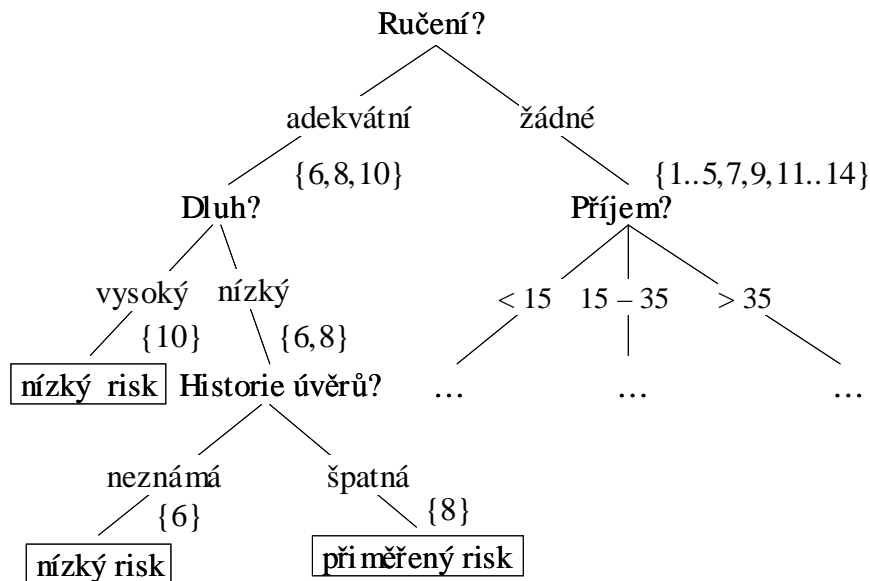 Ručení?
adekvátní žádné
{6,8,10} {1..5,7,9,11..14}
Dluh? Příjem?
vysoký nízký < 15 15 – 35 > 35
{10} {6,8}
nízký risk Historie úvěrů? … … …
neznámá špatná
{6} {8}
nízký risk přiměřený risk